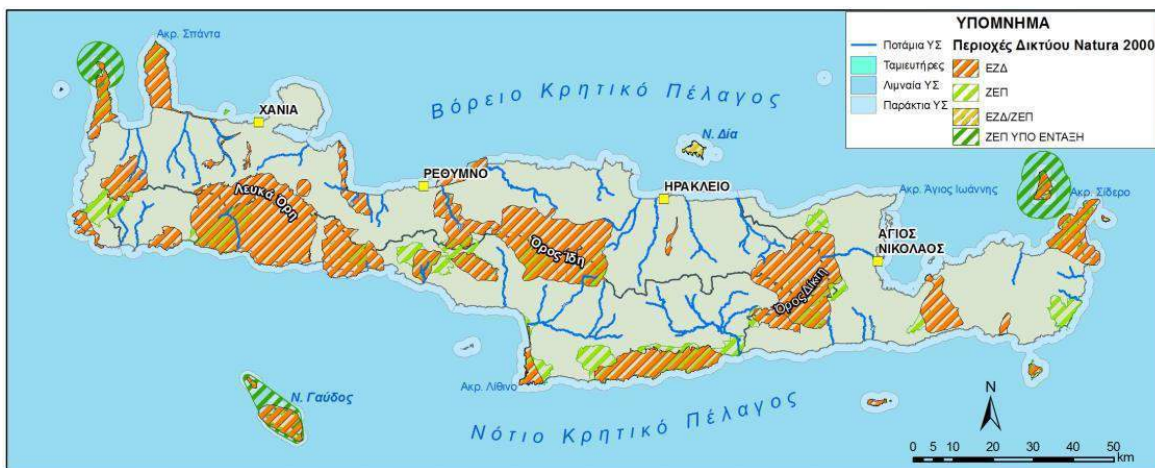 Ακρ. Σπάντα
ΧΑΝΙΑ
Βόρειο Κρητικό Πέλαγος
Ν. Δία
ΡΕΘΥΜΝΟ
ΗΡΑΚΛΕΙΟ
Λευκά Όρη
Όρος Ίδη
Όρος Δίκτη
Ακρ. Άγιος Ιωάννης
Ακρ. Σίδερο
ΑΓΙΟΣ
ΝΙΚΟΛΑΟΣ
Ακρ. Λίθινο
Ν. Γαύδος
Νότιο Κρητικό Πέλαγος
ΥΠΟΜΝΗΜΑ
Ποτάμια ΥΣ
Ταμιευτήρες
Λιμναία ΥΣ
Παράκτια ΥΣ
Περιοχές Δικτύου Natura 2000
ΕΖΔ
ΖΕΠ
ΕΖΔ/ΖΕΠ
ΖΕΠ ΥΠΟ ΕΝΤΑΞΗ
N
0 5 10 20 30 40 50
km